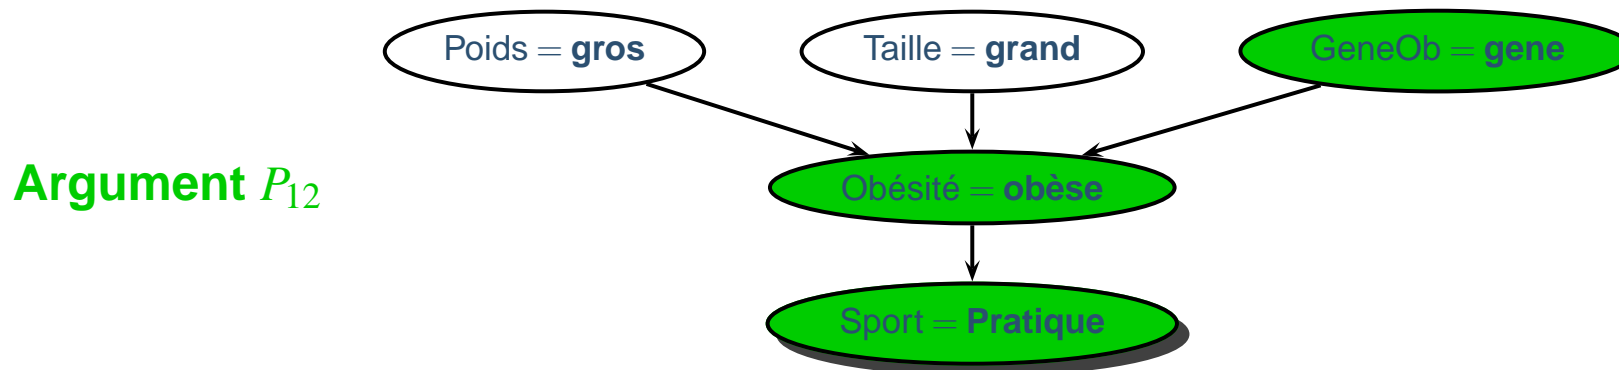 Poids = gros
Taille = grand
GeneOb = gene
Argument P12
Obésité = obèse
Sport = Pratique